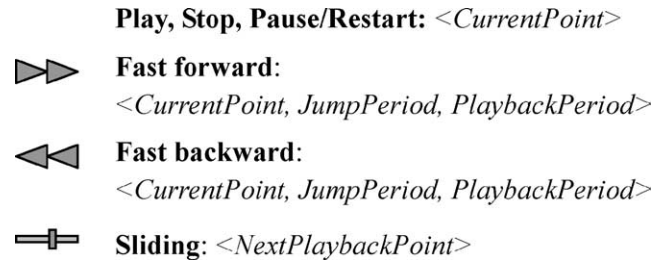 Play, Stop, Pause/Restart: <CurrentPoint>
Fast forward:
<CurrentPoint, JumpPeriod, PlaybackPeriod>
Fast backward:
<CurrentPoint, JumpPeriod, PlaybackPeriod>
Sliding: <NextPlaybackPoint>